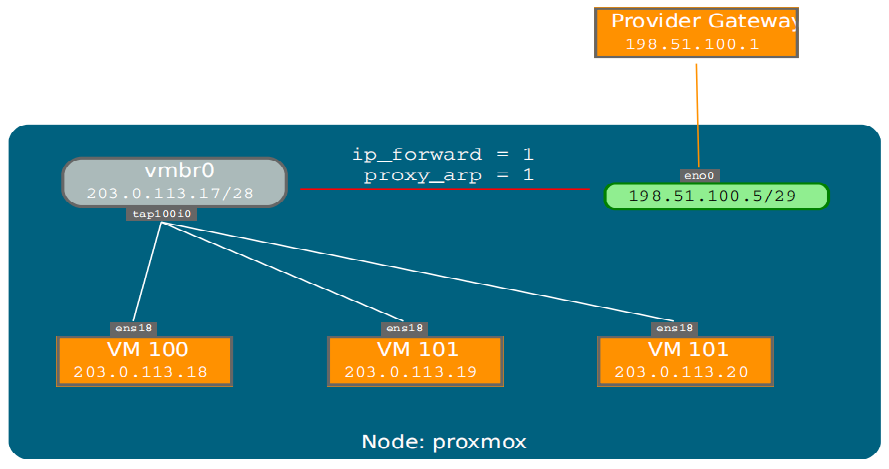 Provider Gateway
198.51.100.1
ip_forward = 1
proxy_arp = 1
vmbr0
203.0.113.17/28
tap100i0
eno0
198.51.100.5/29
ens18
VM 100
203.0.113.18
ens18
VM 101
203.0.113.19
ens18
VM 101
203.0.113.20
Node: proxmox